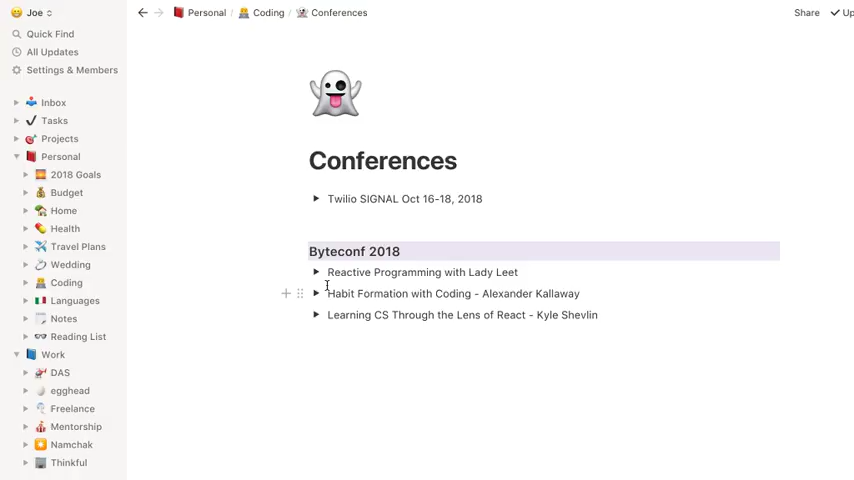 Joe
Personal / Coding / Conferences
Share
Up
Quick Find
All Updates
Settings & Members
Inbox
Tasks
Projects
Personal
2018 Goals
Budget
Home
Health
Travel Plans
Wedding
Coding
Languages
Notes
Reading List
Work
DAS
egghead
Freelance
Mentorship
Namchak
Thinkful
Conferences
Twilio SIGNAL Oct 16-18, 2018
Byteconf 2018
Reactive Programming with Lady Leet
Habit Formation with Coding - Alexander Kallaway
Learning CS Through the Lens of React - Kyle Shevlin